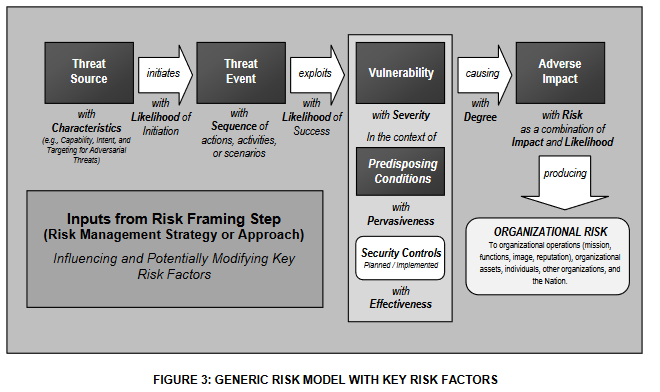 Threat
Source
initiates
Threat
Event
exploits
Vulnerability
causing
Adverse
Impact
with
Characteristics
(e.g., Capability, Intent, and
Targeting for Adversarial
Threats)
with
Likelihood of
Initiation
with
Sequence of
actions, activities,
or scenarios
with
Likelihood of
Success
with Severity
In the context of
Predisposing
Conditions
with
Pervasiveness
Security Controls
Planned / Implemented
with
Effectiveness
with
Degree
with Risk
as a combination of
Impact and Likelihood
producing
ORGANIZATIONAL RISK
To organizational operations (mission,
functions, image, reputation), organizational
assets, individuals, other organizations, and
the Nation.
Inputs from Risk Framing Step
(Risk Management Strategy or Approach)
Influencing and Potentially Modifying Key
Risk Factors
FIGURE 3: GENERIC RISK MODEL WITH KEY RISK FACTORS